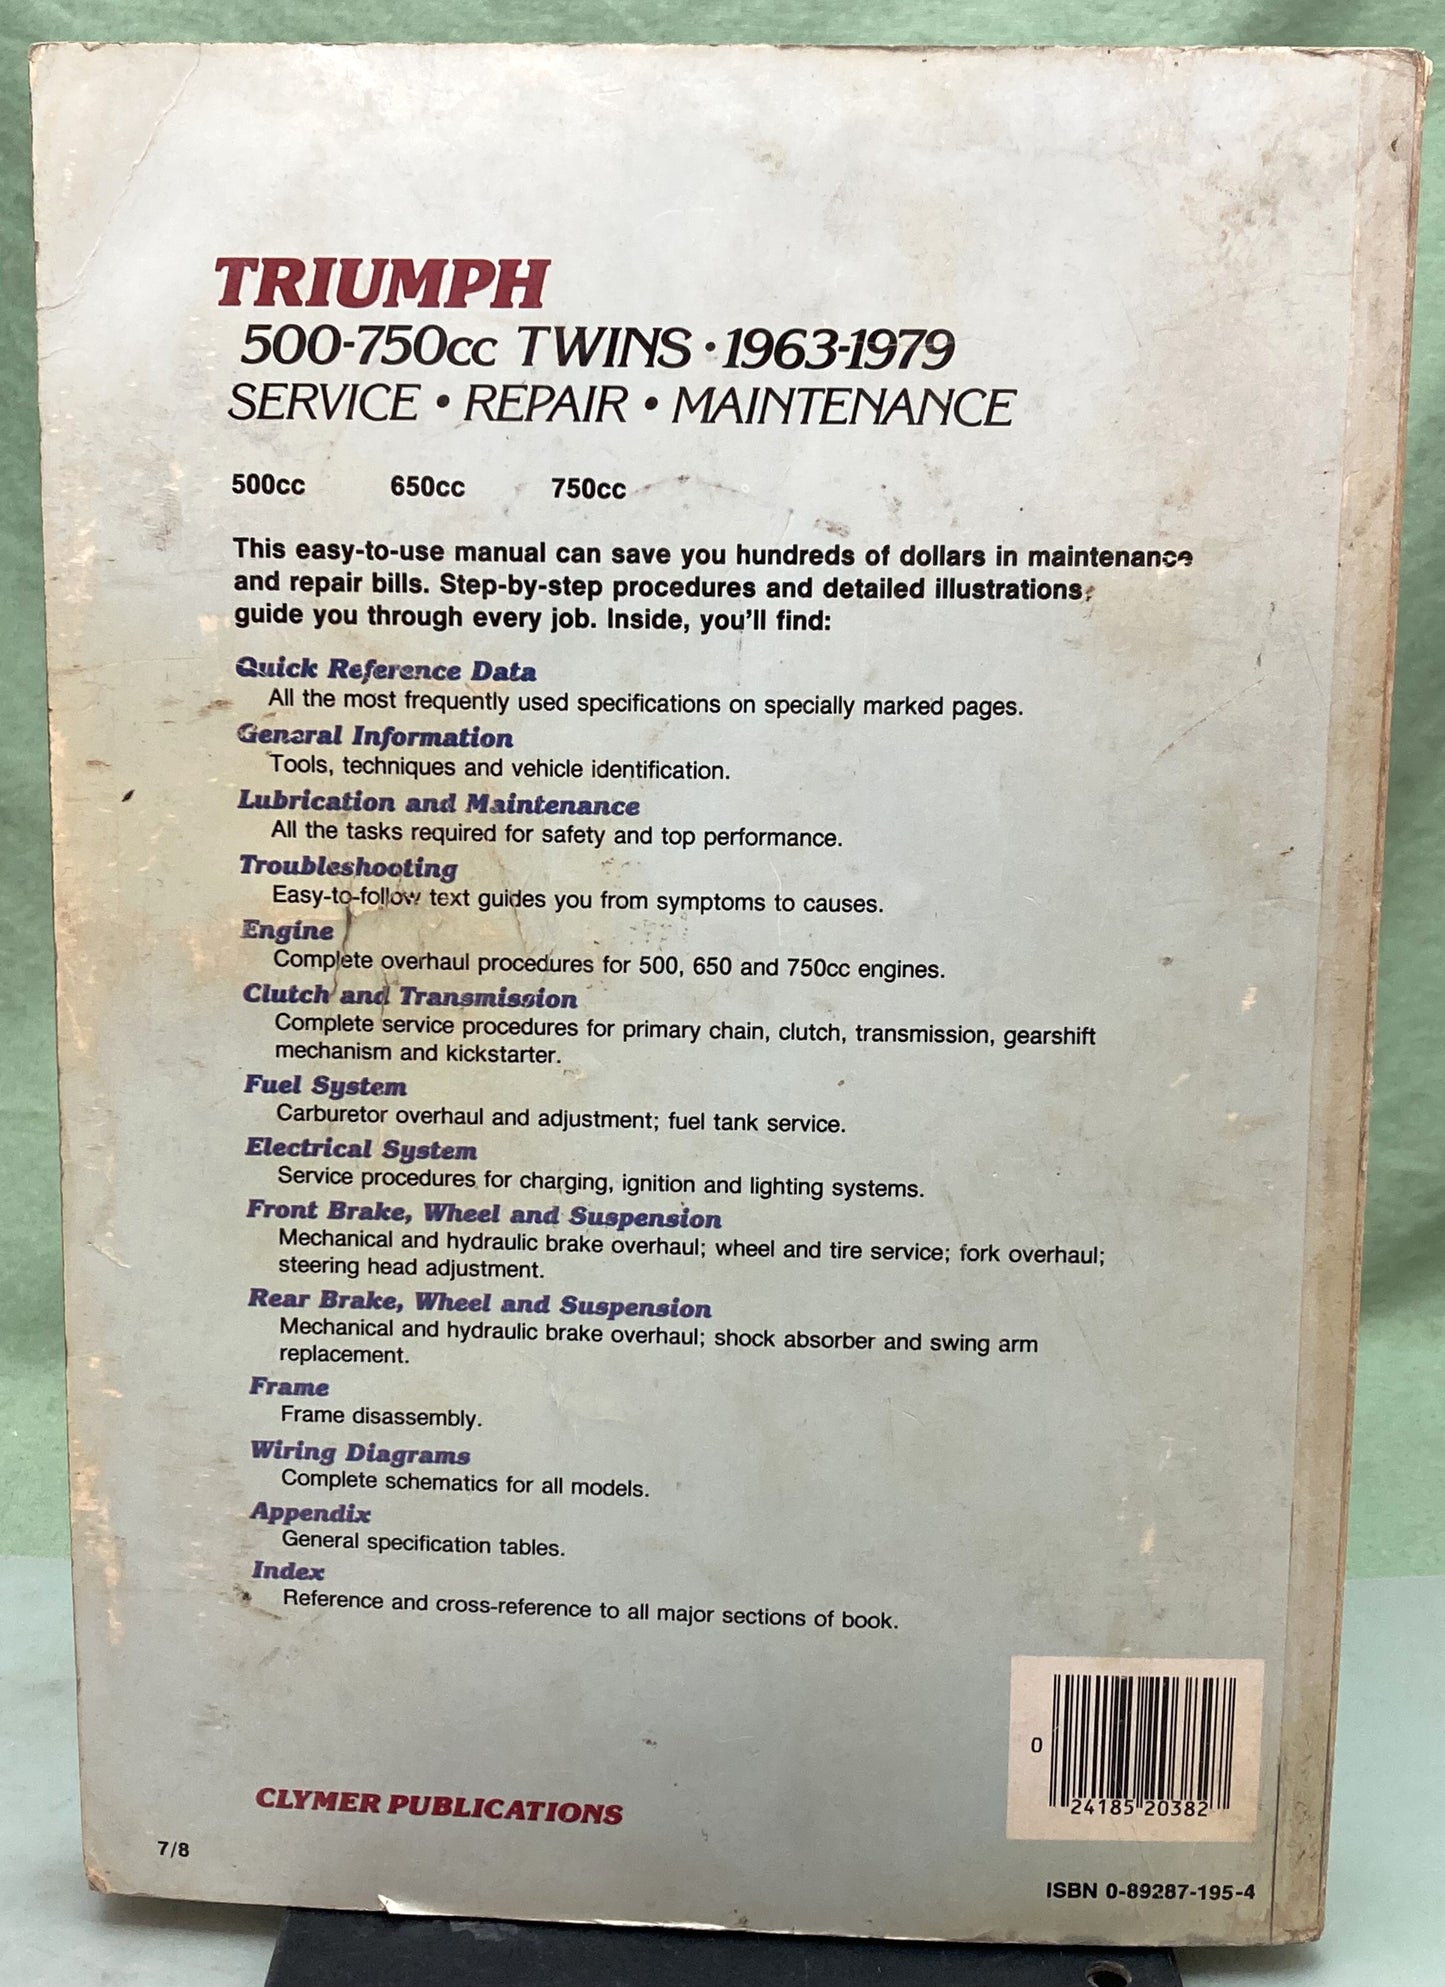 TRIUMPH
500-750cc TWINS • 1963-1979
SERVICE • REPAIR • MAINTENANCE
500cc 650cc 750cc
This easy-to-use manual can save you hundreds of dollars in maintenance
and repair bills. Step-by-step procedures and detailed illustrations
guide you through every job. Inside, you'll find:
Quick Reference Data
All the most frequently used specifications on specially marked pages.
General Information
Tools, techniques and vehicle identification.
Lubrication and Maintenance
All the tasks required for safety and top performance.
Troubleshooting
Easy-to-follow text guides you from symptoms to causes.
Engine
Complete overhaul procedures for 500, 650 and 750cc engines.
Clutch and Transmission
Complete service procedures for primary chain, clutch, transmission, gearshift
mechanism and kickstarter.
Fuel System
Carburetor overhaul and adjustment; fuel tank service.
Electrical System
Service procedures for charging, ignition and lighting systems.
Front Brake, Wheel and Suspension
Mechanical and hydraulic brake overhaul; wheel and tire service; fork overhaul;
steering head adjustment.
Rear Brake, Wheel and Suspension
Mechanical and hydraulic brake overhaul; shock absorber and swing arm
replacement.
Frame
Frame disassembly.
Wiring Diagrams
Complete schematics for all models.
Appendix
General specification tables.
Index
Reference and cross-reference to all major sections of book.
0 24185 20382
CLYMER PUBLICATIONS
7/8
ISBN 0-89287-195-4